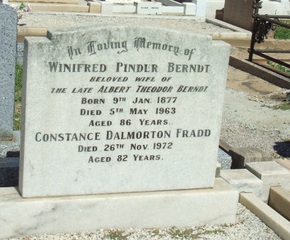 In Loving Memory of
WINIFRED PINDER BERNDT
BELOVED WIFE OF
THE LATE ALBERT THEODOR BERNDT
BORN 9TH JAN. 1877
DIED 5TH MAY 1963
AGED 86 YEARS.
CONSTANCE DALMORTON FRADD
DIED 26TH NOV. 1972
AGED 82 YEARS.